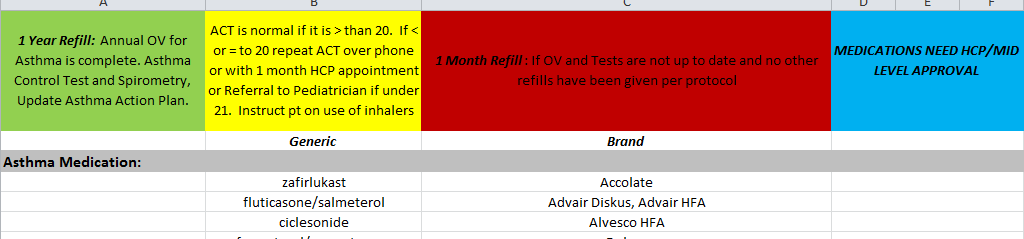 A B C D E F
1 Year Refill: Annual OV for
Asthma is complete. Asthma
Control Test and Spirometry,
Update Asthma Action Plan.
ACT is normal if it is > than 20. If <
or = to 20 repeat ACT over phone
or with 1 month HCP appointment
or Referral to Pediatrician if under
21. Instruct pt on use of inhalers
1 Month Refill : If OV and Tests are not up to date and no other
refills have been given per protocol
MEDICATIONS NEED HCP/MID
LEVEL APPROVAL
Generic Brand
Asthma Medication:
zafirlukast Accolate
fluticasone/salmeterol Advair Diskus, Advair HFA
ciclesonide Alvesco HFA